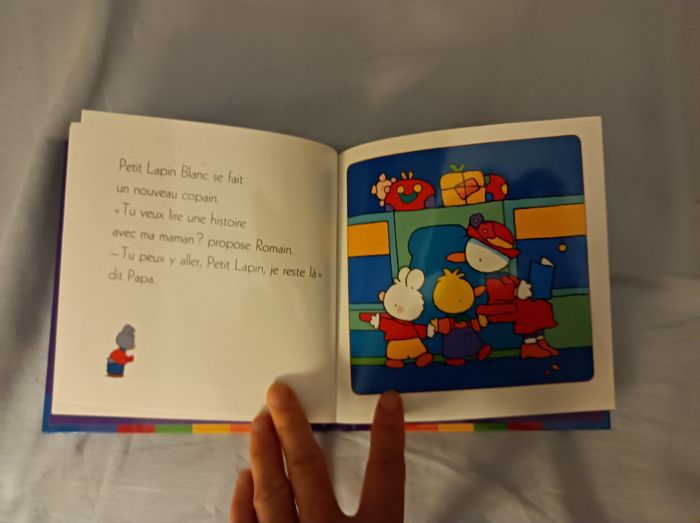 Petit Lapin Blanc se fait
un nouveau copain.
« Tu veux lire une histoire
avec ma maman ? propose Romain.
– Tu peux y aller, Petit Lapin, je reste là »
dit Papa.